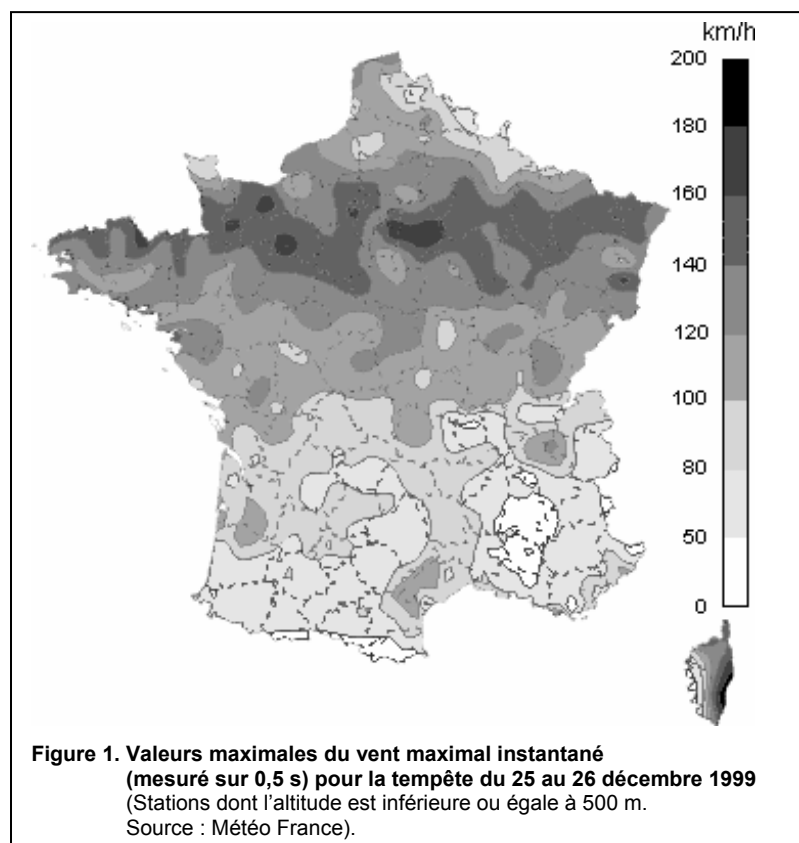 km/h
200
180
160
140
120
100
80
50
0
Figure 1. Valeurs maximales du vent maximal instantané
(mesuré sur 0,5 s) pour la tempête du 25 au 26 décembre 1999
(Stations dont l'altitude est inférieure ou égale à 500 m.
Source : Météo France).